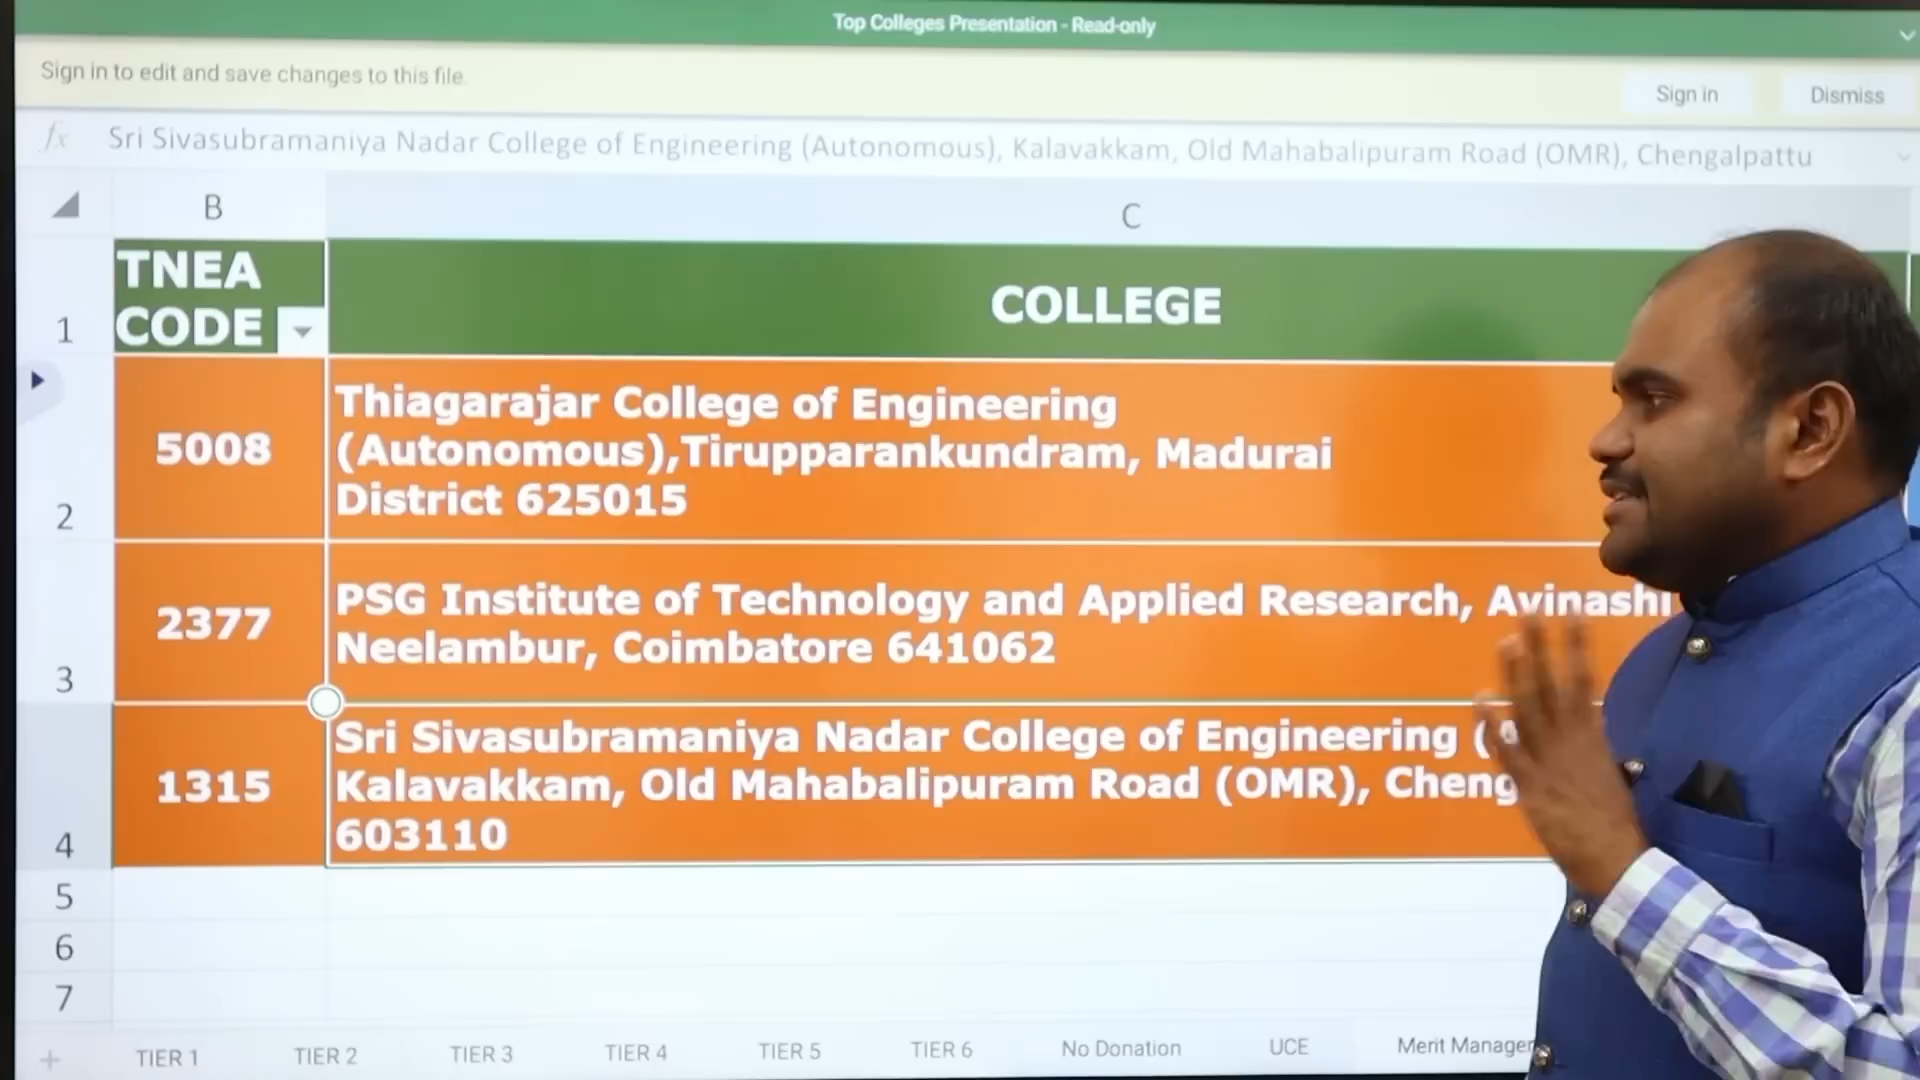 Top Colleges Presentation - Read-only
Sign in to edit and save changes to this file.
Sign in
Dismiss
fx
Sri Sivasubramaniya Nadar College of Engineering (Autonomous), Kalavakkam, Old Mahabalipuram Road (OMR), Chengalpattu
B
C
1
TNEA
CODE
COLLEGE
2
5008
Thiagarajar College of Engineering
(Autonomous),Tirupparankundram, Madurai
District 625015
3
2377
PSG Institute of Technology and Applied Research, Avinashi
Neelambur, Coimbatore 641062
4
1315
Sri Sivasubramaniya Nadar College of Engineering (
Kalavakkam, Old Mahabalipuram Road (OMR), Cheng
603110
5
6
7
+
TIER 1
TIER 2
TIER 3
TIER 4
TIER 5
TIER 6
No Donation
UCE
Merit Manager